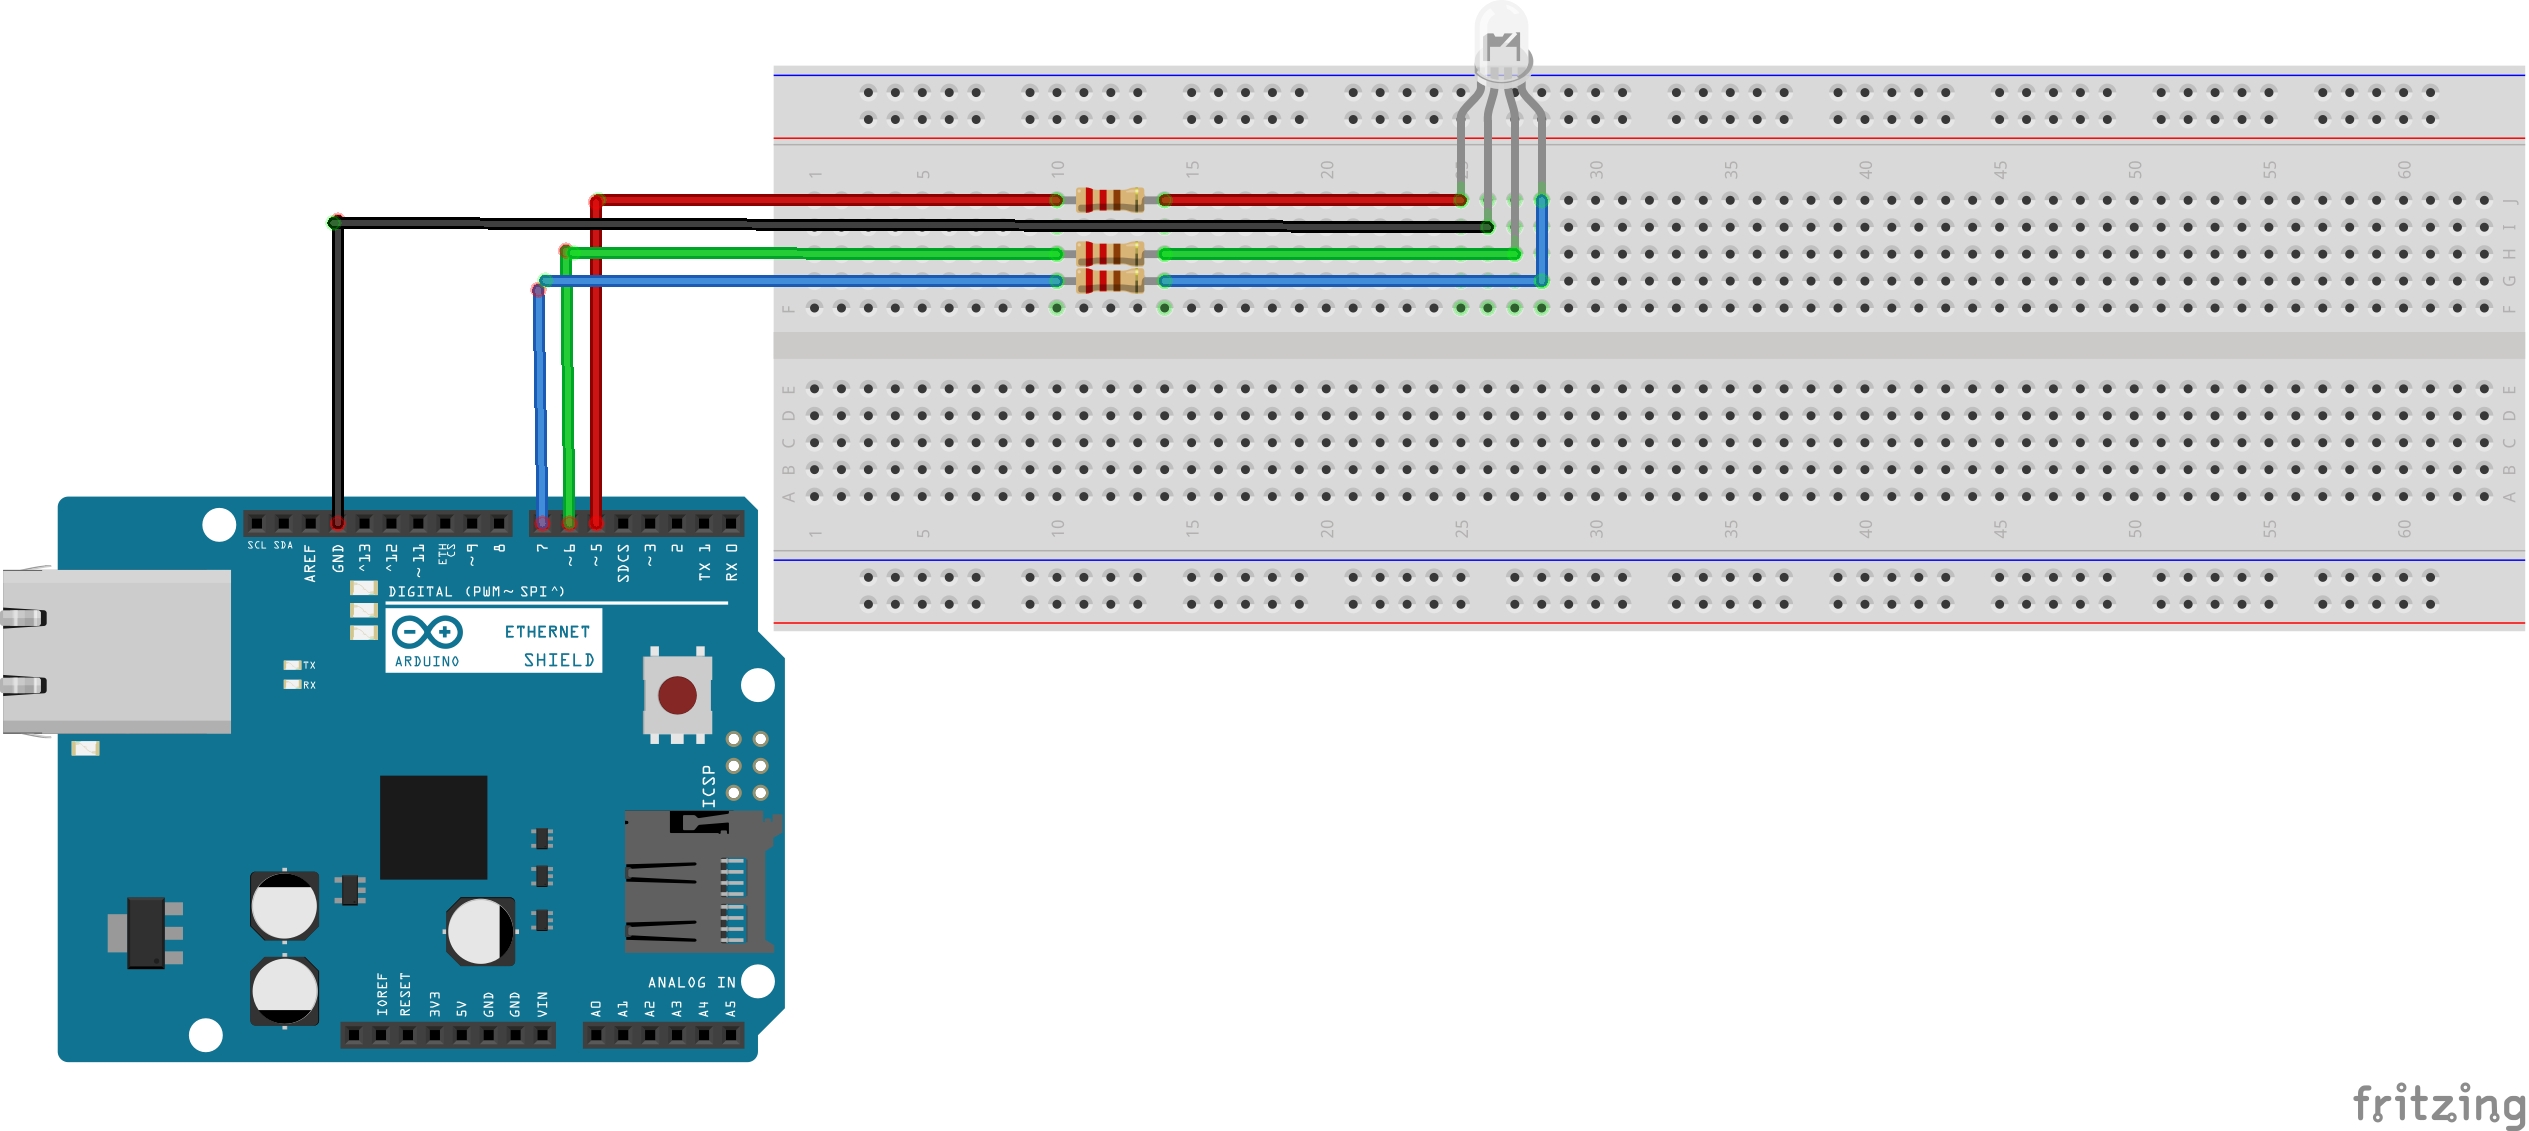 1 5 10 15 20 25 30 35 40 45 50 55 60
J
I
H
G
F F
E E
D D
C C
B B
A A
1 5 10 15 20 25 30 35 40 45 50 55 60
SCL SDA AREF GND ^13 ^12 ~11 ETH CS ~9 8 7 ~6 ~5 SDCS ~3 2 TX 1 RX 0
DIGITAL (PWM~ SPI^)
ETHERNET
SHIELD
ARDUINO
TX
RX
ICSP
ANALOG IN
IOREF RESET 3V3 5V GND GND VIN A0 A1 A2 A3 A4 A5
fritzing